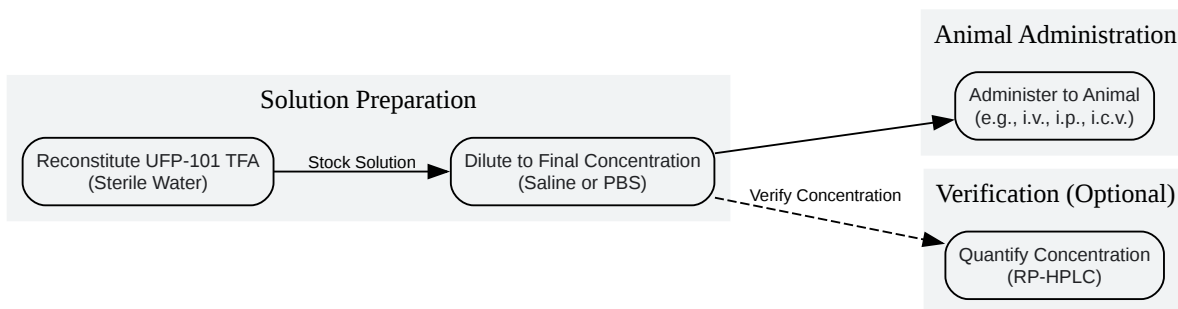 Solution Preparation
Reconstitute UFP-101 TFA
(Sterile Water)
Stock Solution
Dilute to Final Concentration
(Saline or PBS)
Animal Administration
Administer to Animal
(e.g., i.v., i.p., i.c.v.)
Verify Concentration
Verification (Optional)
Quantify Concentration
(RP-HPLC)